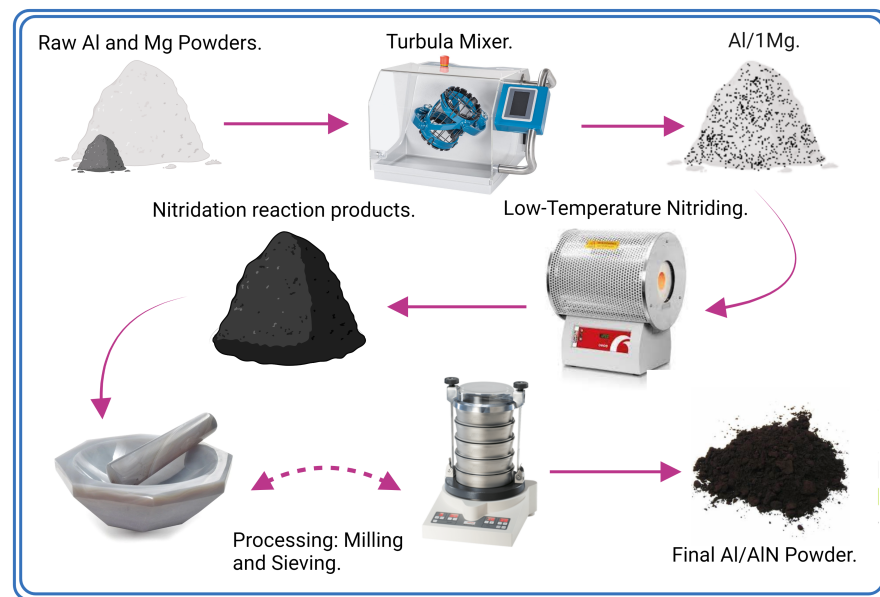 Raw Al and Mg Powders.
Turbula Mixer.
Al/1Mg.
Nitridation reaction products.
Low-Temperature Nitriding.
Processing: Milling
and Sieving.
Final Al/AlN Powder.